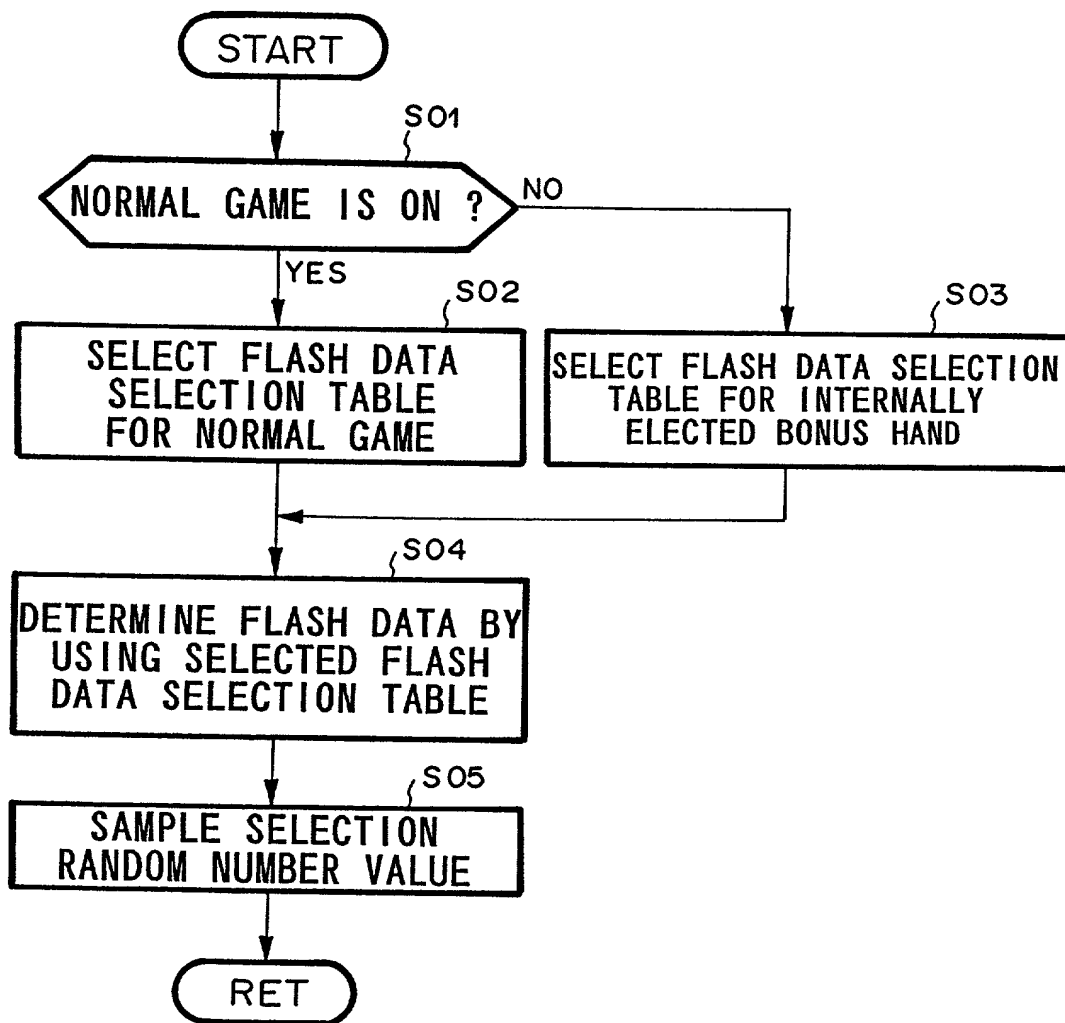 START
S01
NORMAL GAME IS ON ?
NO
YES
S02
SELECT FLASH DATA
SELECTION TABLE
FOR NORMAL GAME
S03
SELECT FLASH DATA SELECTION
TABLE FOR INTERNALLY
ELECTED BONUS HAND
S04
DETERMINE FLASH DATA BY
USING SELECTED FLASH
DATA SELECTION TABLE
S05
SAMPLE SELECTION
RANDOM NUMBER VALUE
RET